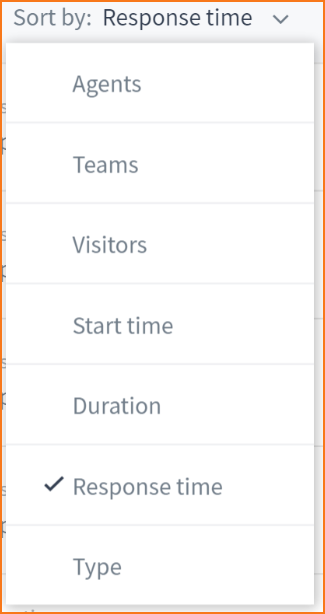 Sort by: Response time
Agents
Teams
Visitors
Start time
Duration
Response time
Type